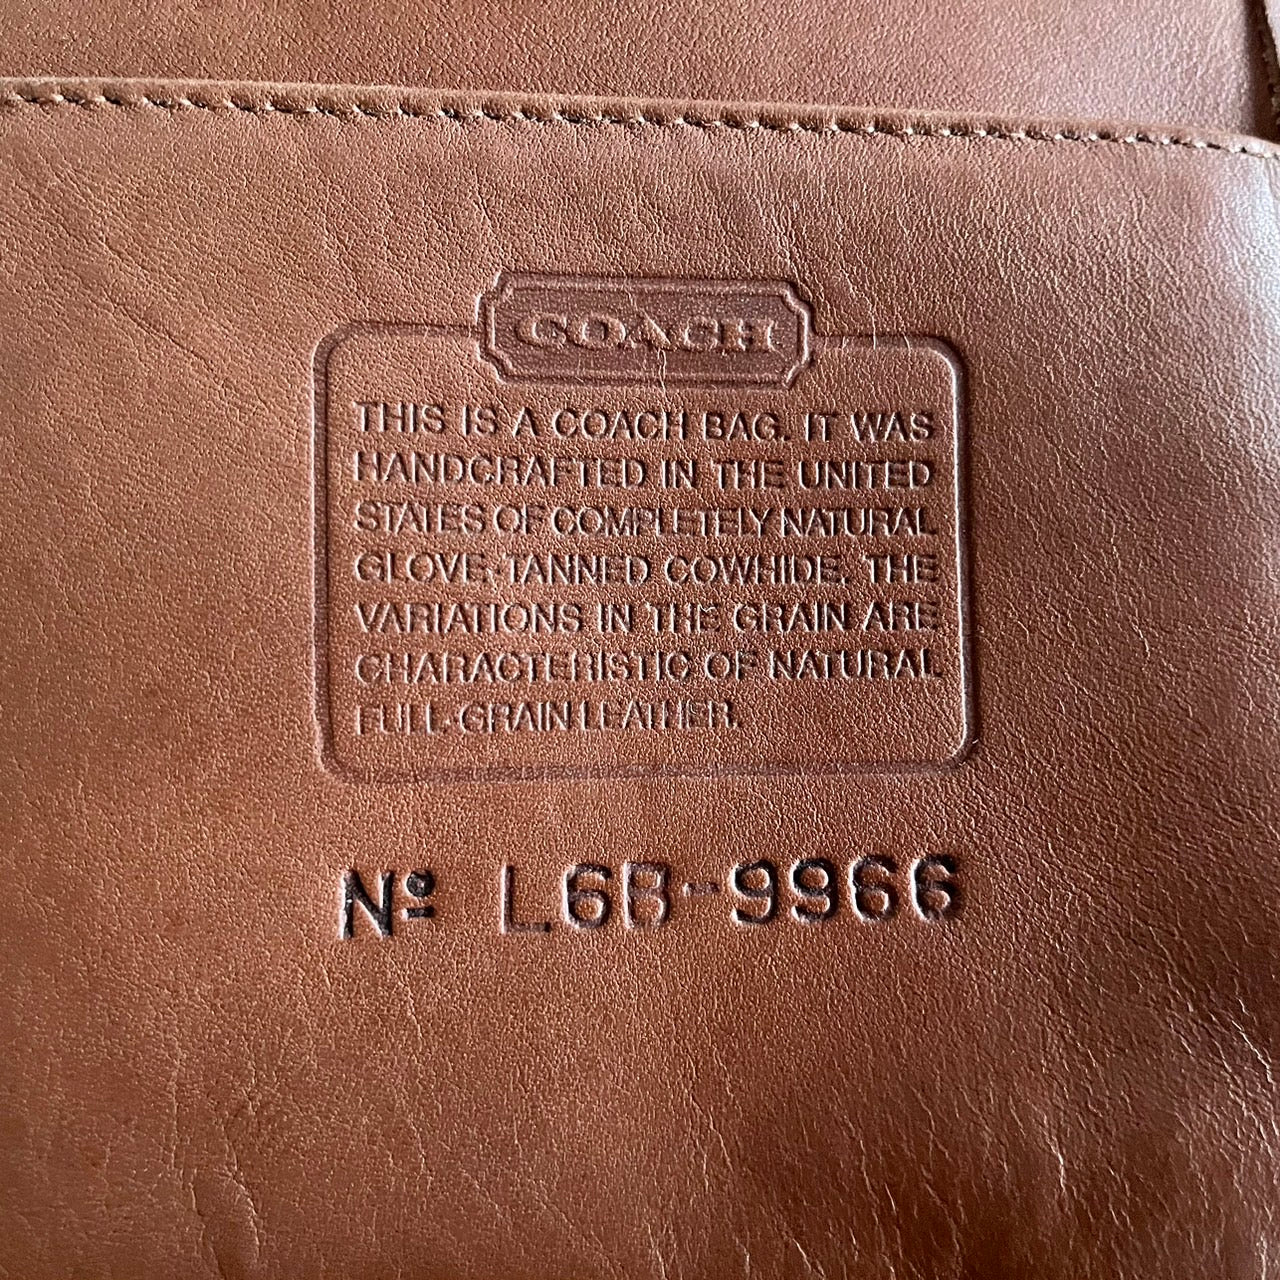 COACH
THIS IS A COACH BAG. IT WAS
HANDCRAFTED IN THE UNITED
STATES OF COMPLETELY NATURAL
GLOVE-TANNED COWHIDE. THE
VARIATIONS IN THE GRAIN ARE
CHARACTERISTIC OF NATURAL
FULL-GRAIN LEATHER.
Nº L6B-9966